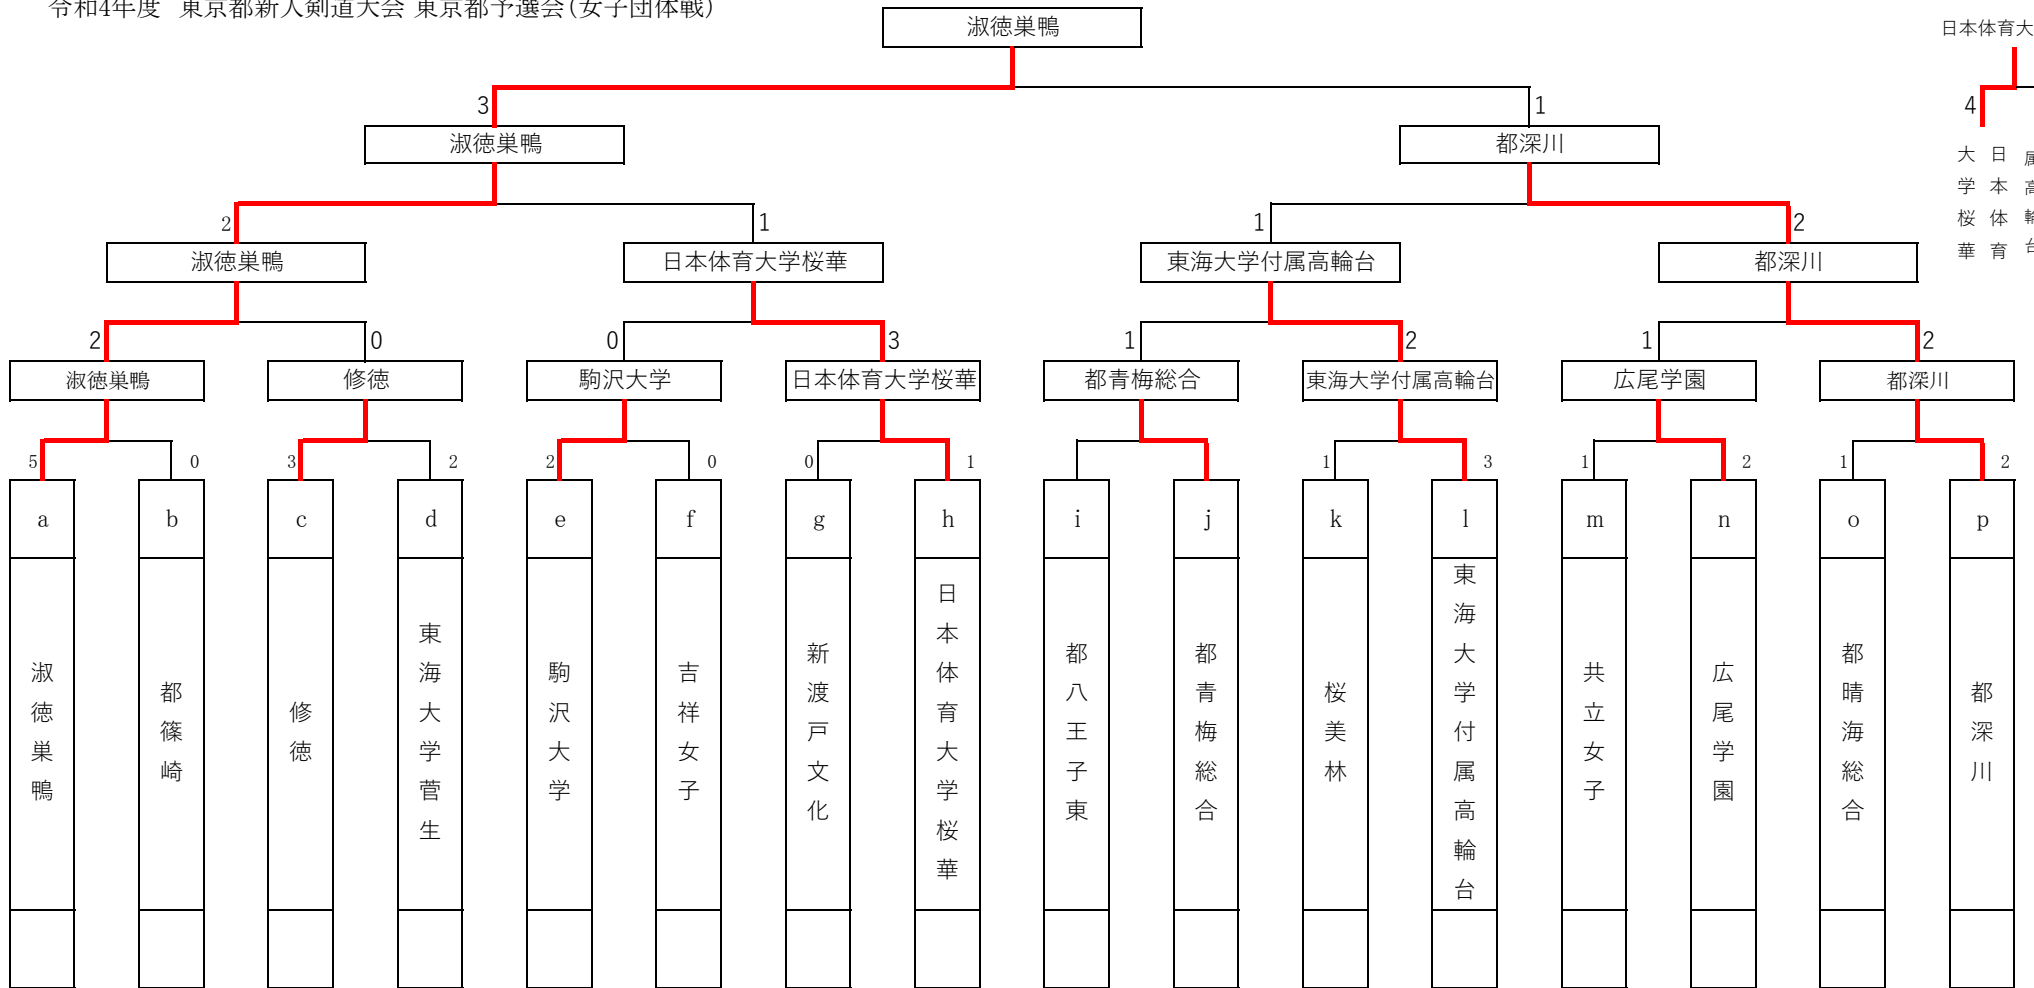 令和4年度 東京都新人剣道大会 東京都予選会(女子団体戦)
淑徳巣鴨
日本体育大
3
1
4
淑徳巣鴨
都深川
大学桜華
日本体育
2
1
1
2
淑徳巣鴨
日本体育大学桜華
東海大学付属高輪台
都深川
2
0
0
3
1
2
1
2
淑徳巣鴨
修徳
駒沢大学
日本体育大学桜華
都青梅総合
東海大学付属高輪台
広尾学園
都深川
5
0
3
2
2
0
0
1
1
3
1
2
1
2
a
b
c
d
e
f
g
h
i
j
k
l
m
n
o
p
淑徳巣鴨
都篠崎
修徳
東海大学菅生
駒沢大学
吉祥女子
新渡戸文化
日本体育大学桜華
都八王子東
都青梅総合
桜美林
東海大学付属高輪台
共立女子
広尾学園
都晴海総合
都深川